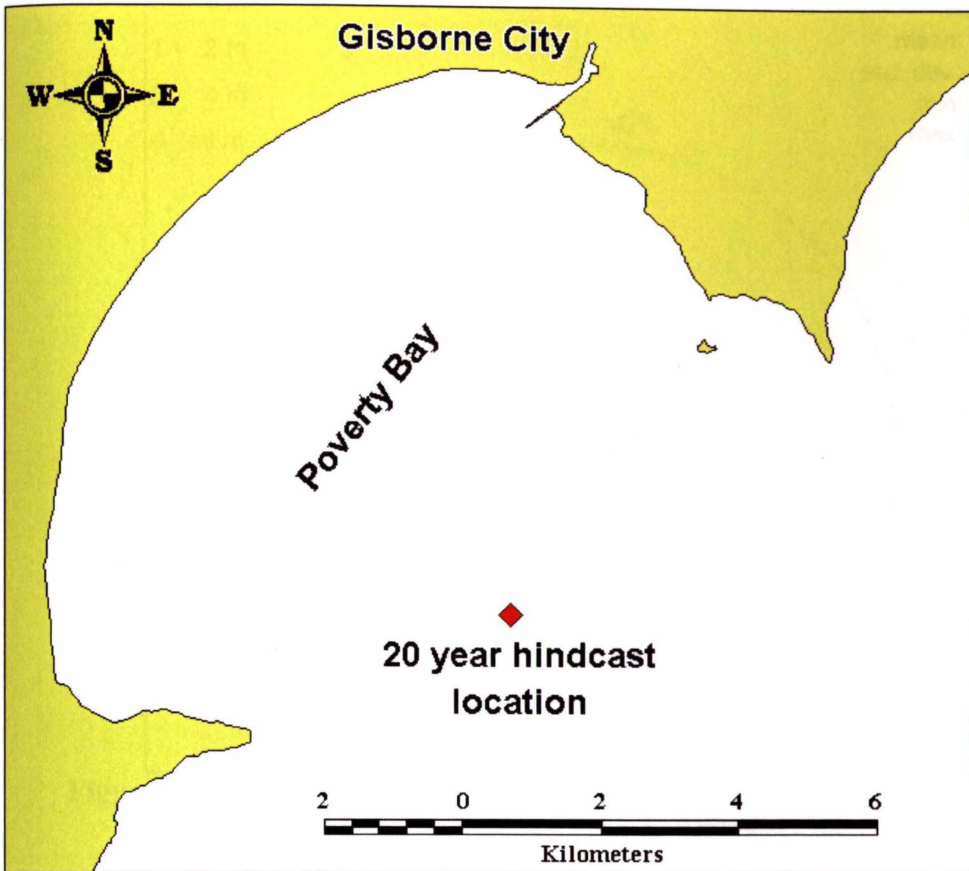 Gisborne City
N
W E
S
Poverty Bay
20 year hindcast
location
2 0 2 4 6
Kilometers